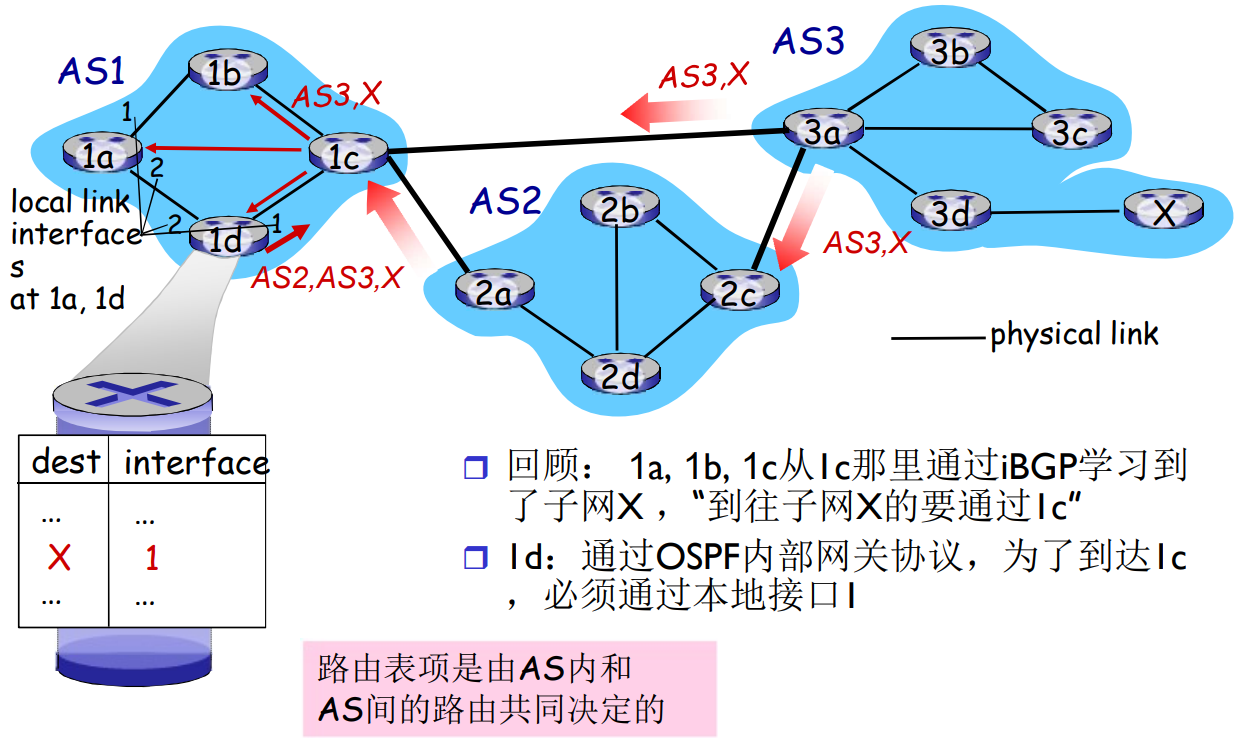 AS1
1b
AS3,X
1
1a
1c
2
local link
interface
s
at 1a, 1d
2
1d
1
AS2,AS3,X
AS3,X
AS3
3b
3a
3c
3d
X
AS3,X
AS2
2b
2a
2c
2d
physical link
dest interface
... ...
X 1
... ...
回顾： 1a, 1b, 1c从1c那里通过iBGP学习到
了子网X ，“到往子网X的要通过1c”
1d：通过OSPF内部网关协议，为了到达1c
，必须通过本地接口1
路由表项是由AS内和
AS间的路由共同决定的